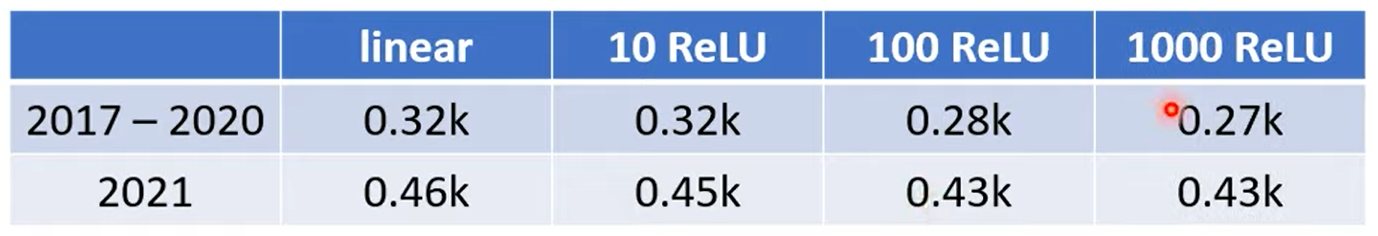 linear 10 ReLU 100 ReLU 1000 ReLU
2017 – 2020 0.32k 0.32k 0.28k 0.27k
2021 0.46k 0.45k 0.43k 0.43k